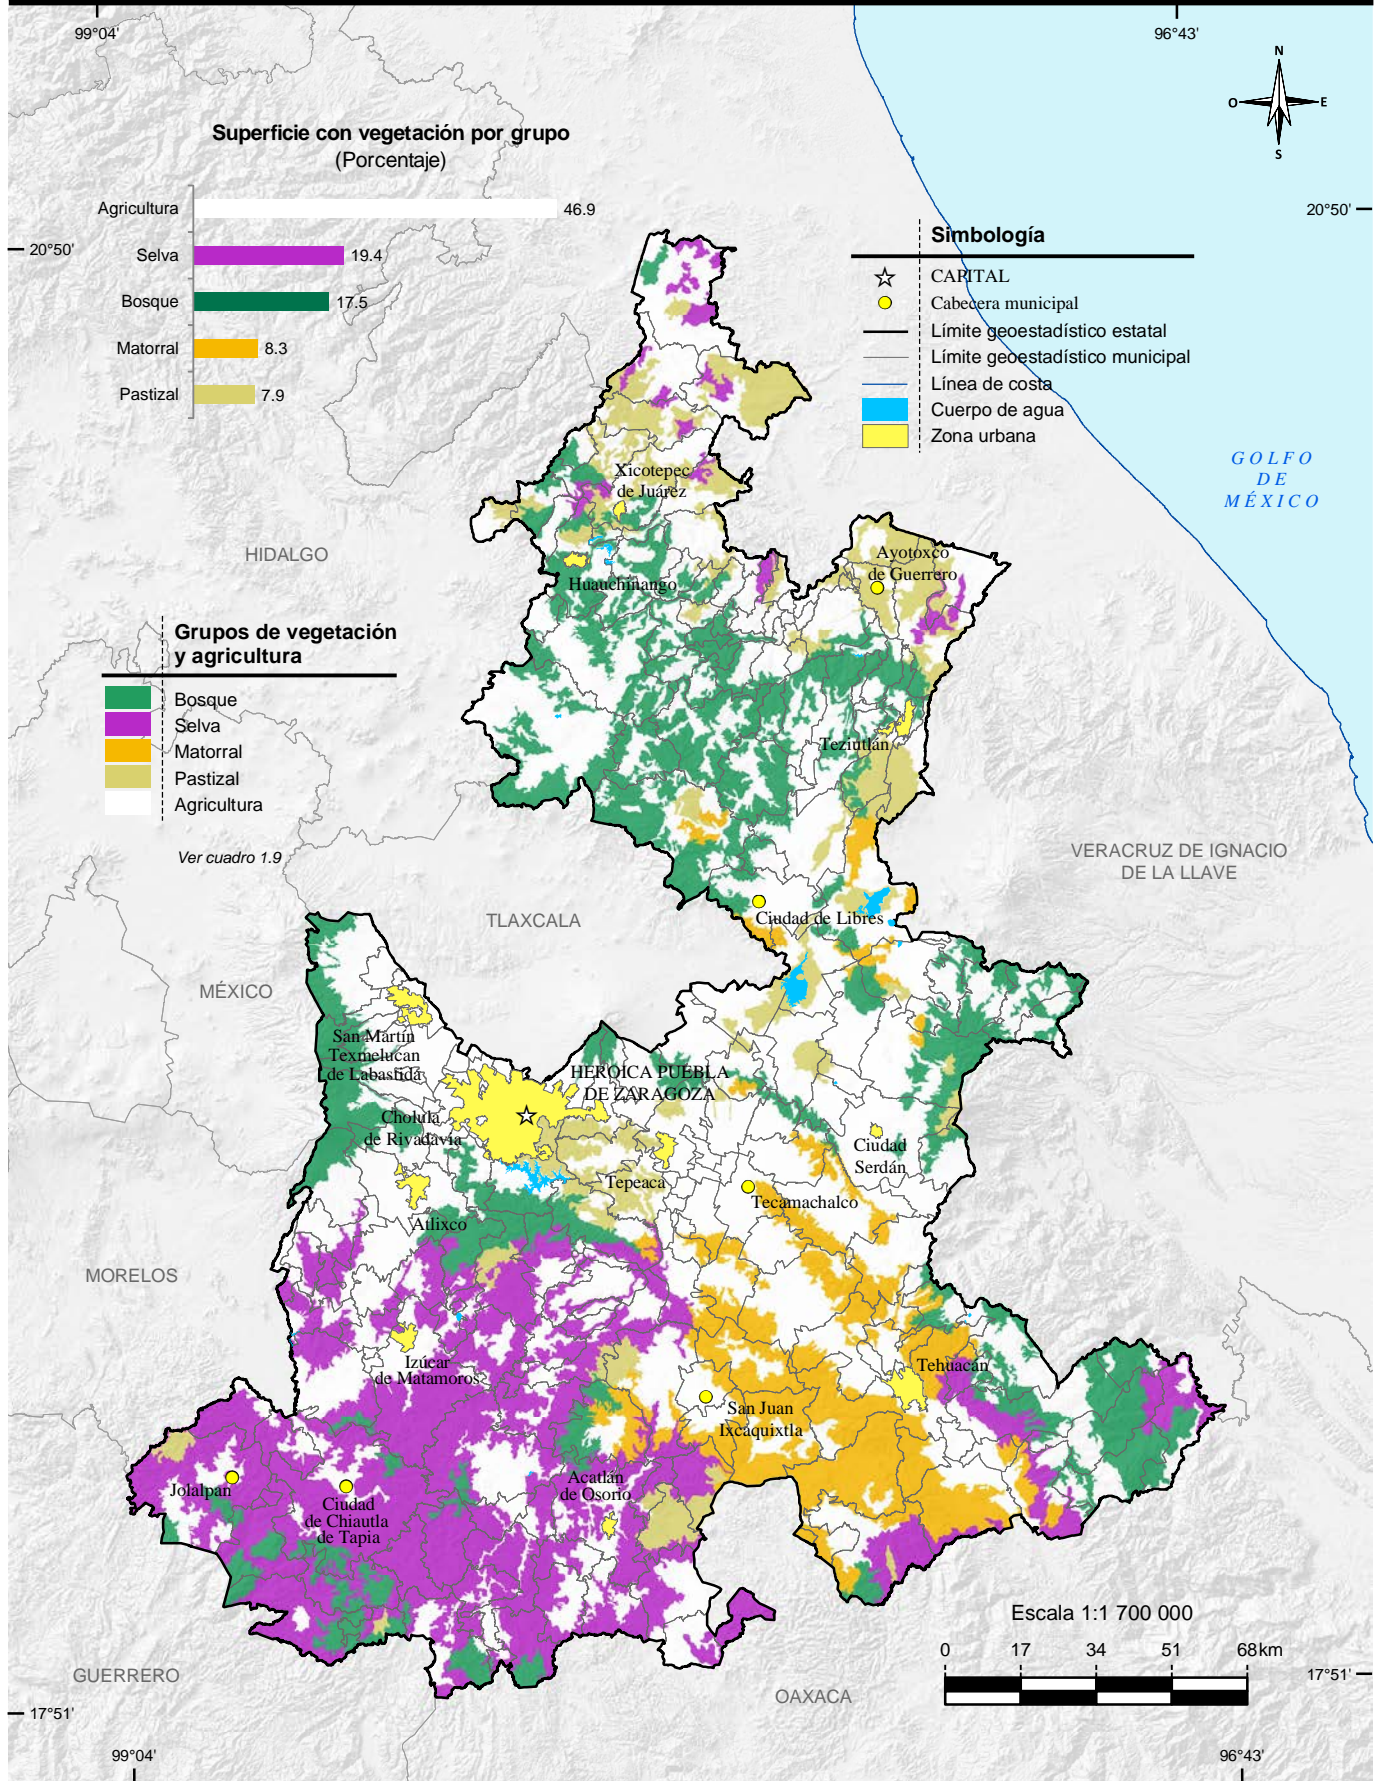 99°04'
96°43'
N
O
E
S
Superficie con vegetación por grupo
(Porcentaje)
Agricultura
46.9
Selva
19.4
Bosque
17.5
Matorral
8.3
Pastizal
7.9
20°50'
20°50'
Simbología
CAPITAL
Cabecera municipal
Límite geoestadístico estatal
Límite geoestadístico municipal
Línea de costa
Cuerpo de agua
Zona urbana
GOLFO
DE
MÉXICO
Xicotepec
de Juárez
HIDALGO
Huauchinango
Ayotoxco
de Guerrero
Grupos de vegetación
y agricultura
Bosque
Selva
Matorral
Pastizal
Agricultura
Ver cuadro 1.9
Teziutlán
VERACRUZ DE IGNACIO
DE LA LLAVE
TLAXCALA
Ciudad de Libres
MÉXICO
San Martín
Texmelucan
de Labastida
HEROICA PUEBLA
DE ZARAGOZA
Cholula
de Rivadavia
Ciudad
Serdán
Tepeaca
Tecamachalco
Atlixco
MORELOS
Izúcar
de Matamoros
Tehuacán
San Juan
Ixcaquixtla
Jolalpan
Ciudad
de Chiautla
de Tapia
Acatlán
de Osorio
Escala 1:1 700 000
0 17 34 51 68km
GUERRERO
OAXACA
17°51'
17°51'
99°04'
96°43'